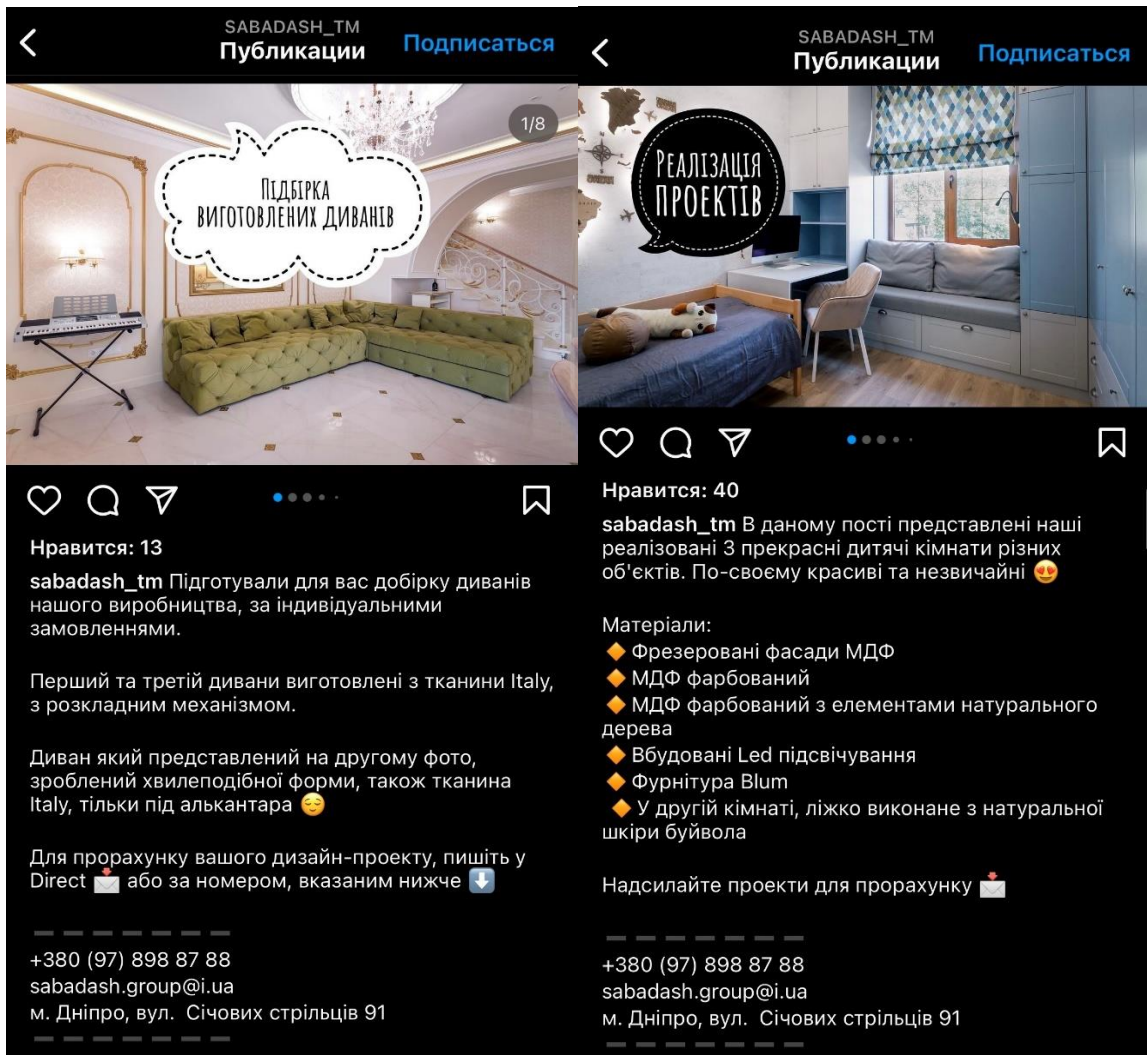 SABADASH_TM
Публикации
Подписаться
1/8
ПІДБІРКА
ВИГОТОВЛЕНИХ ДИВАНІВ
Нравится: 13
sabadash_tm Підготували для вас добірку диванів
нашого виробництва, за індивідуальними
замовленнями.
Перший та третій дивани виготовлені з тканини Italy,
з розкладним механізмом.
Диван який представлений на другому фото,
зроблений хвилеподібної форми, також тканина
Italy, тільки під алькантара 😌
Для прорахунку вашого дизайн-проекту, пишіть у
Direct 📩 або за номером, вказаним нижче ⬇️
+380 (97) 898 87 88
sabadash.group@i.ua
м. Дніпро, вул. Січових стрільців 91
SABADASH_TM
Публикации
Подписаться
РЕАЛІЗАЦІЯ
ПРОЕКТІВ
Нравится: 40
sabadash_tm В даному пості представлені наші
реалізовані 3 прекрасні дитячі кімнати різних
об'єктів. По-своєму красиві та незвичайні 😍
Матеріали:
🔶 Фрезеровані фасади МДФ
🔶 МДФ фарбований
🔶 МДФ фарбований з елементами натурального
дерева
🔶 Вбудовані Led підсвічування
🔶 Фурнітура Blum
🔶 У другій кімнаті, ліжко виконане з натуральної
шкіри буйвола
Надсилайте проекти для прорахунку 📩
+380 (97) 898 87 88
sabadash.group@i.ua
м. Дніпро, вул. Січових стрільців 91